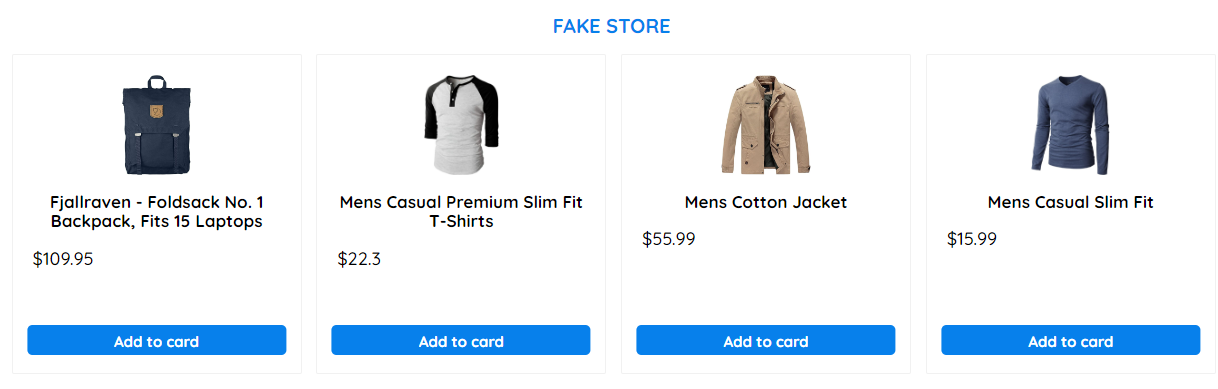 FAKE STORE
Fjallraven - Foldsack No. 1
Backpack, Fits 15 Laptops
$109.95
Add to card
Mens Casual Premium Slim Fit
T-Shirts
$22.3
Add to card
Mens Cotton Jacket
$55.99
Add to card
Mens Casual Slim Fit
$15.99
Add to card